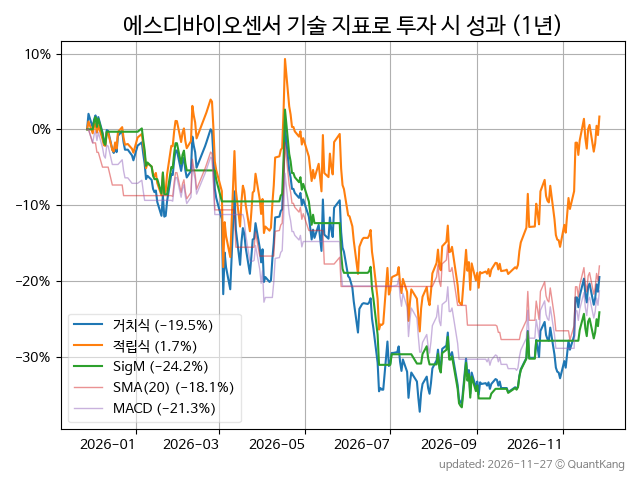 에스디바이오센서 기술 지표로 투자 시 성과 (1년)
10%
0%
−10%
−20%
−30%
거치식 (−19.5%)
적립식 (1.7%)
SigM (−24.2%)
SMA(20) (−18.1%)
MACD (−21.3%)
2026-01 2026-03 2026-05 2026-07 2026-09 2026-11
updated: 2026-11-27 © QuantKang